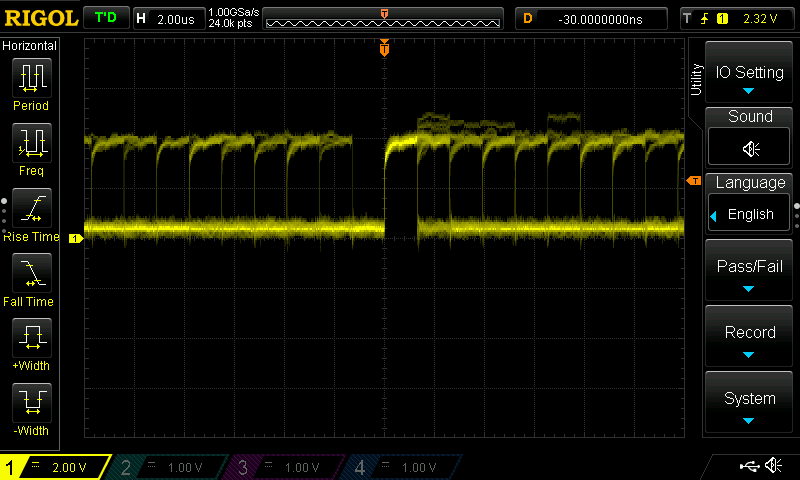 RIGOL T'D H 2.00us 1.00GSa/s 24.0k pts T D -30.0000000ns T 1 2.32 V
Horizontal
Period
Freq
Rise Time
Fall Time
+Width
-Width
T
T
1
Utility
IO Setting
Sound
Language
English
Pass/Fail
Record
System
1 2.00 V 2 1.00 V 3 1.00 V 4 1.00 V